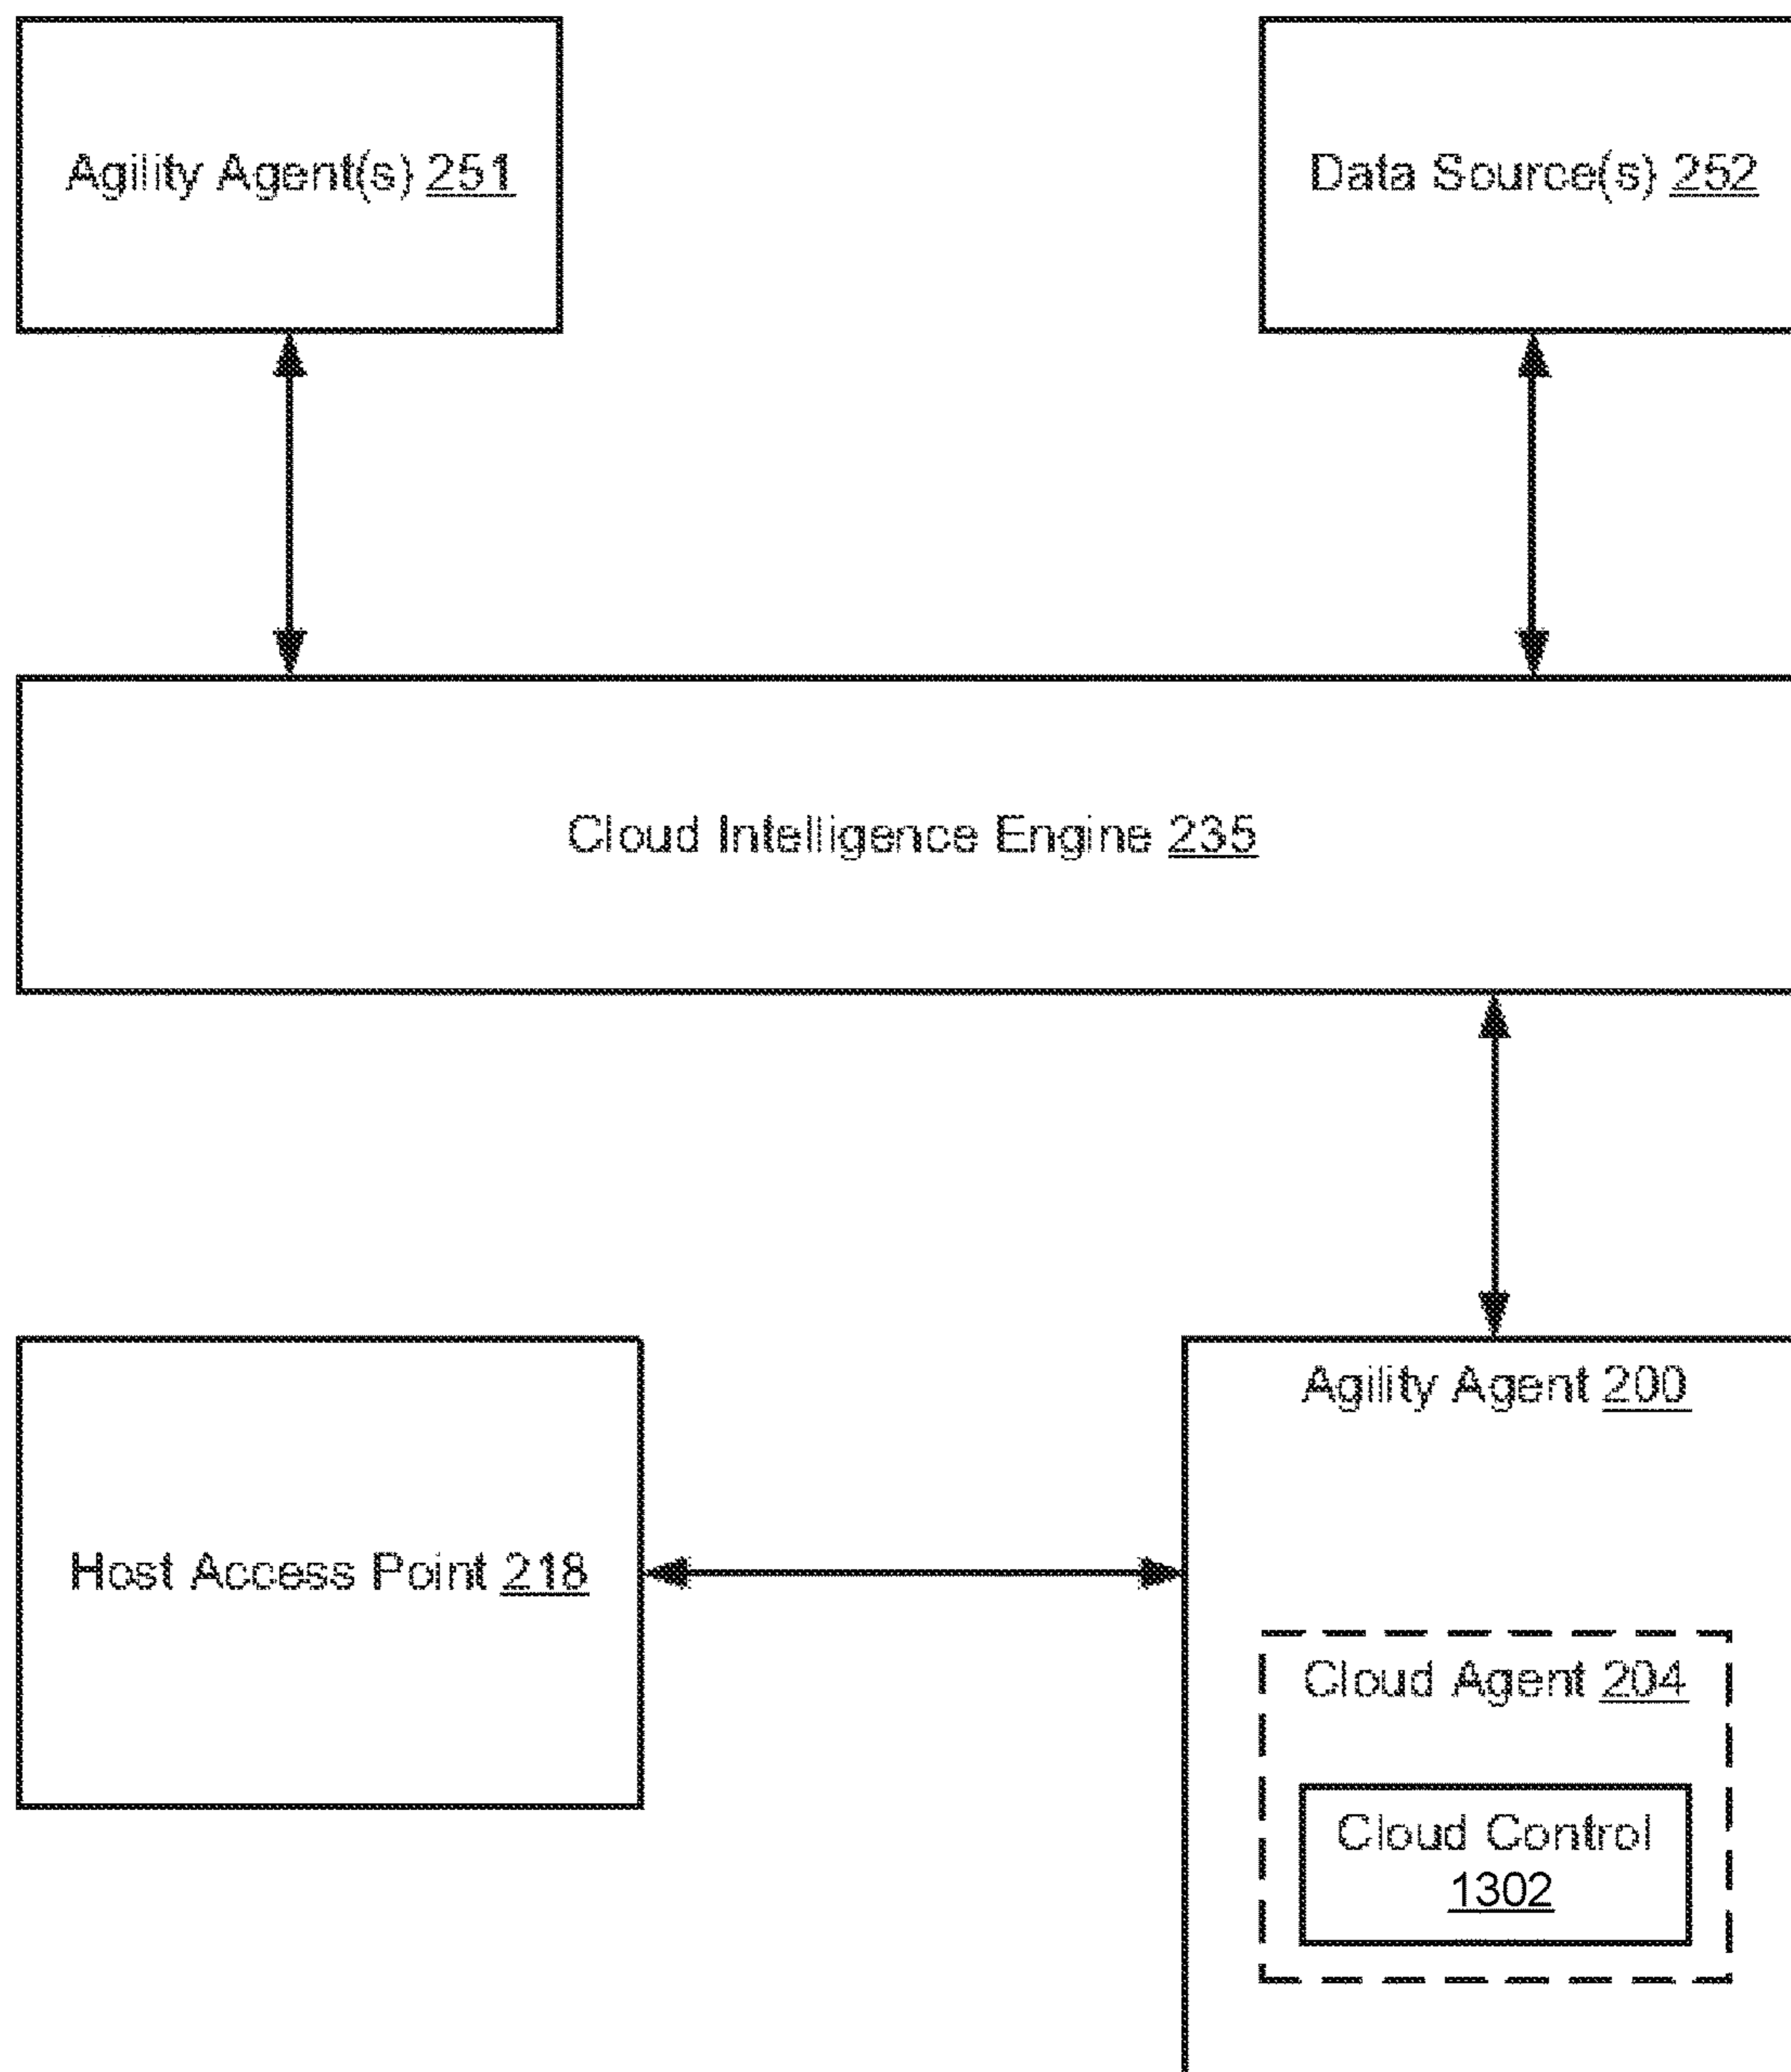 Agility Agent(s) 251
Data Source(s) 252
Cloud Intelligence Engine 235
Agility Agent 200
Host Access Point 218
Cloud Agent 204
Cloud Control
1302